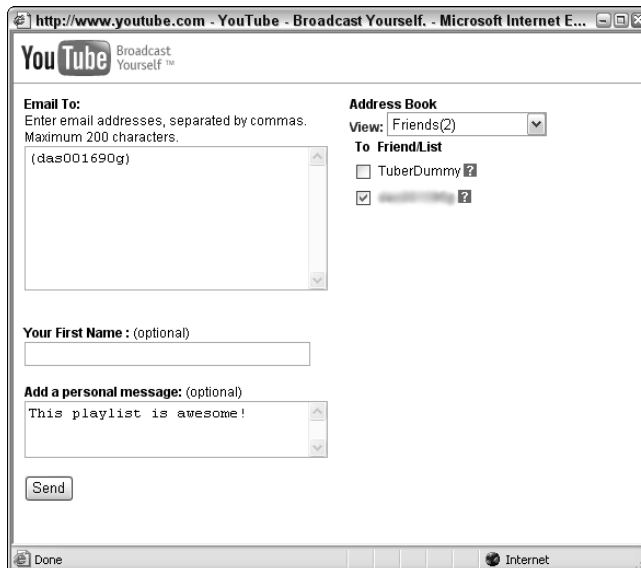 http://www.youtube.com - YouTube - Broadcast Yourself. - Microsoft Internet E...
YouTube Broadcast
Yourself ™
Email To:
Enter email addresses, separated by commas.
Maximum 200 characters.
(das001690g)
Your First Name : (optional)
Add a personal message: (optional)
This playlist is awesome!
Send
Address Book
View: Friends(2)
To Friend/List
TuberDummy ?
?
Done
Internet